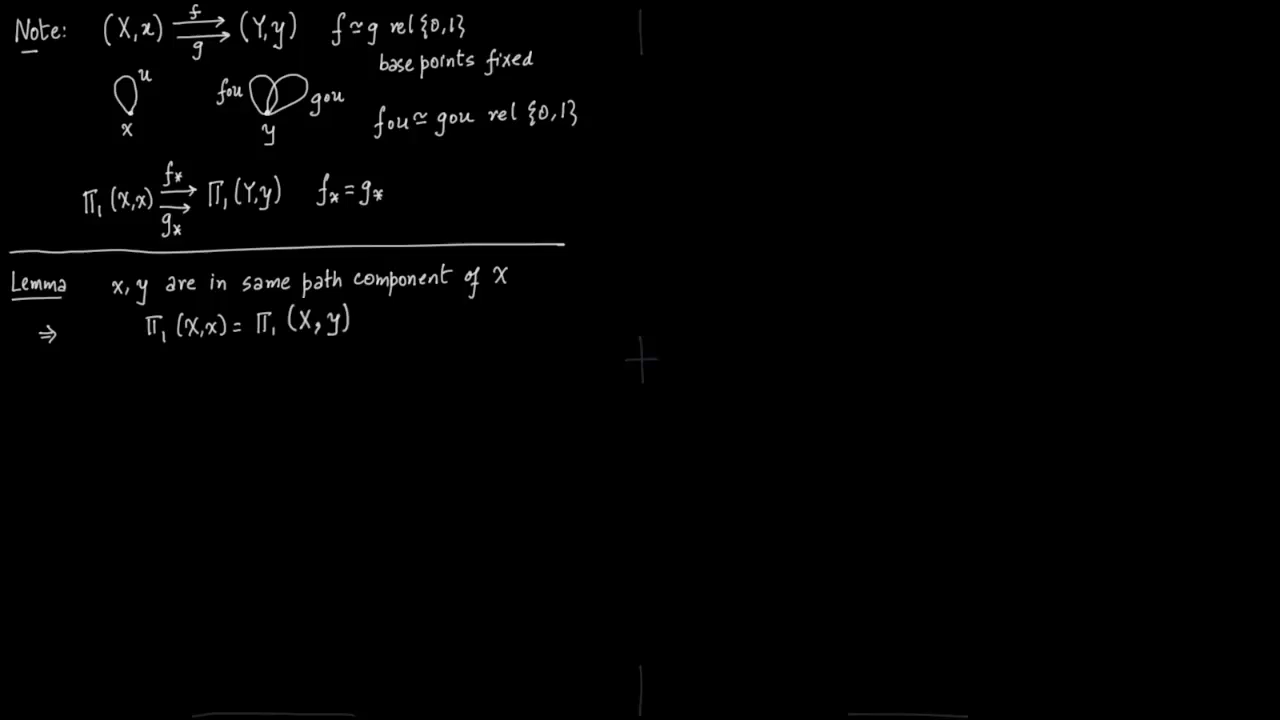 Note: (X,x) f g (Y,y) f ≃ g rel {0,1}
base points fixed
u fou gou
x y fou ≃ gou rel {0,1}
π₁ (X,x) f* g* π₁ (Y,y) f* = g*
Lemma x, y are in same path component of X
⇒ π₁ (X,x) = π₁ (X, y)